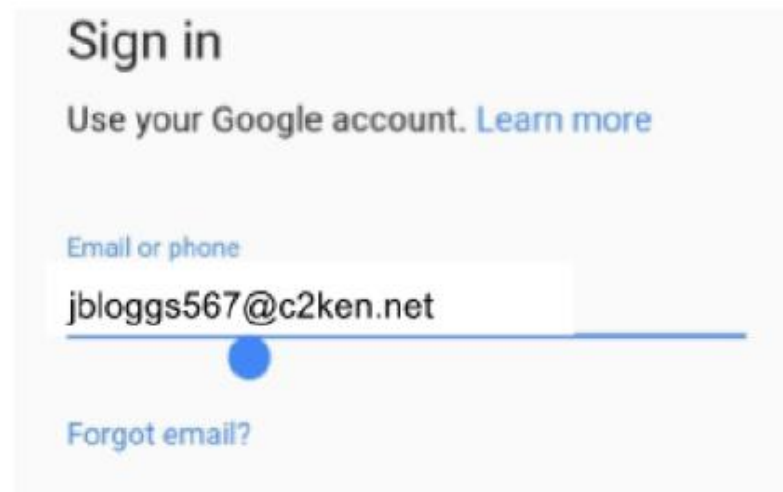 Sign in
Use your Google account. Learn more
Email or phone
jbloggs567@c2ken.net
Forgot email?